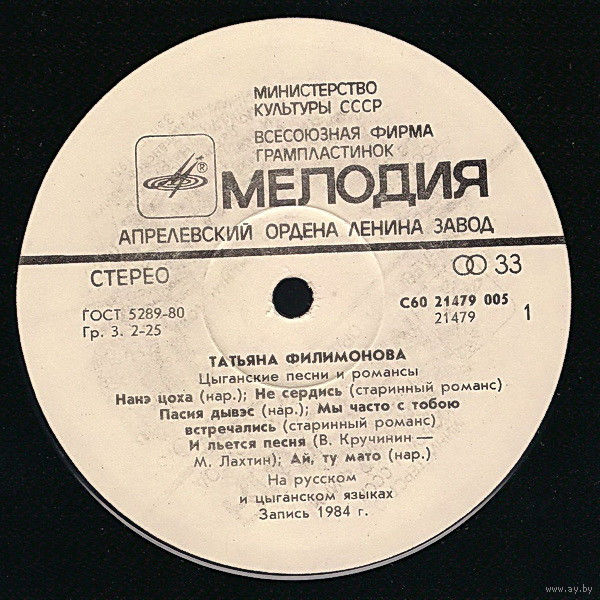 МИНИСТЕРСТВО
КУЛЬТУРЫ СССР
ВСЕСОЮЗНАЯ ФИРМА
ГРАМПЛАСТИНОК
®
МЕЛОДИЯ
АПРЕЛЕВСКИЙ ОРДЕНА ЛЕНИНА ЗАВОД
СТЕРЕО
33
ГОСТ 5289-80
Гр. 3. 2-25
С60 21479 005
21479
1
ТАТЬЯНА ФИЛИМОНОВА
Цыганские песни и романсы
Нанэ цоха (нар.); Не сердись (старинный романс)
Пасия дывэс (нар.); Мы часто с тобою
встречались (старинный романс)
И льется песня (В. Кручинин —
М. Лахтин); Ай, ту мато (нар.)
На русском
и цыганском языках
Запись 1984 г.
www.ay.by